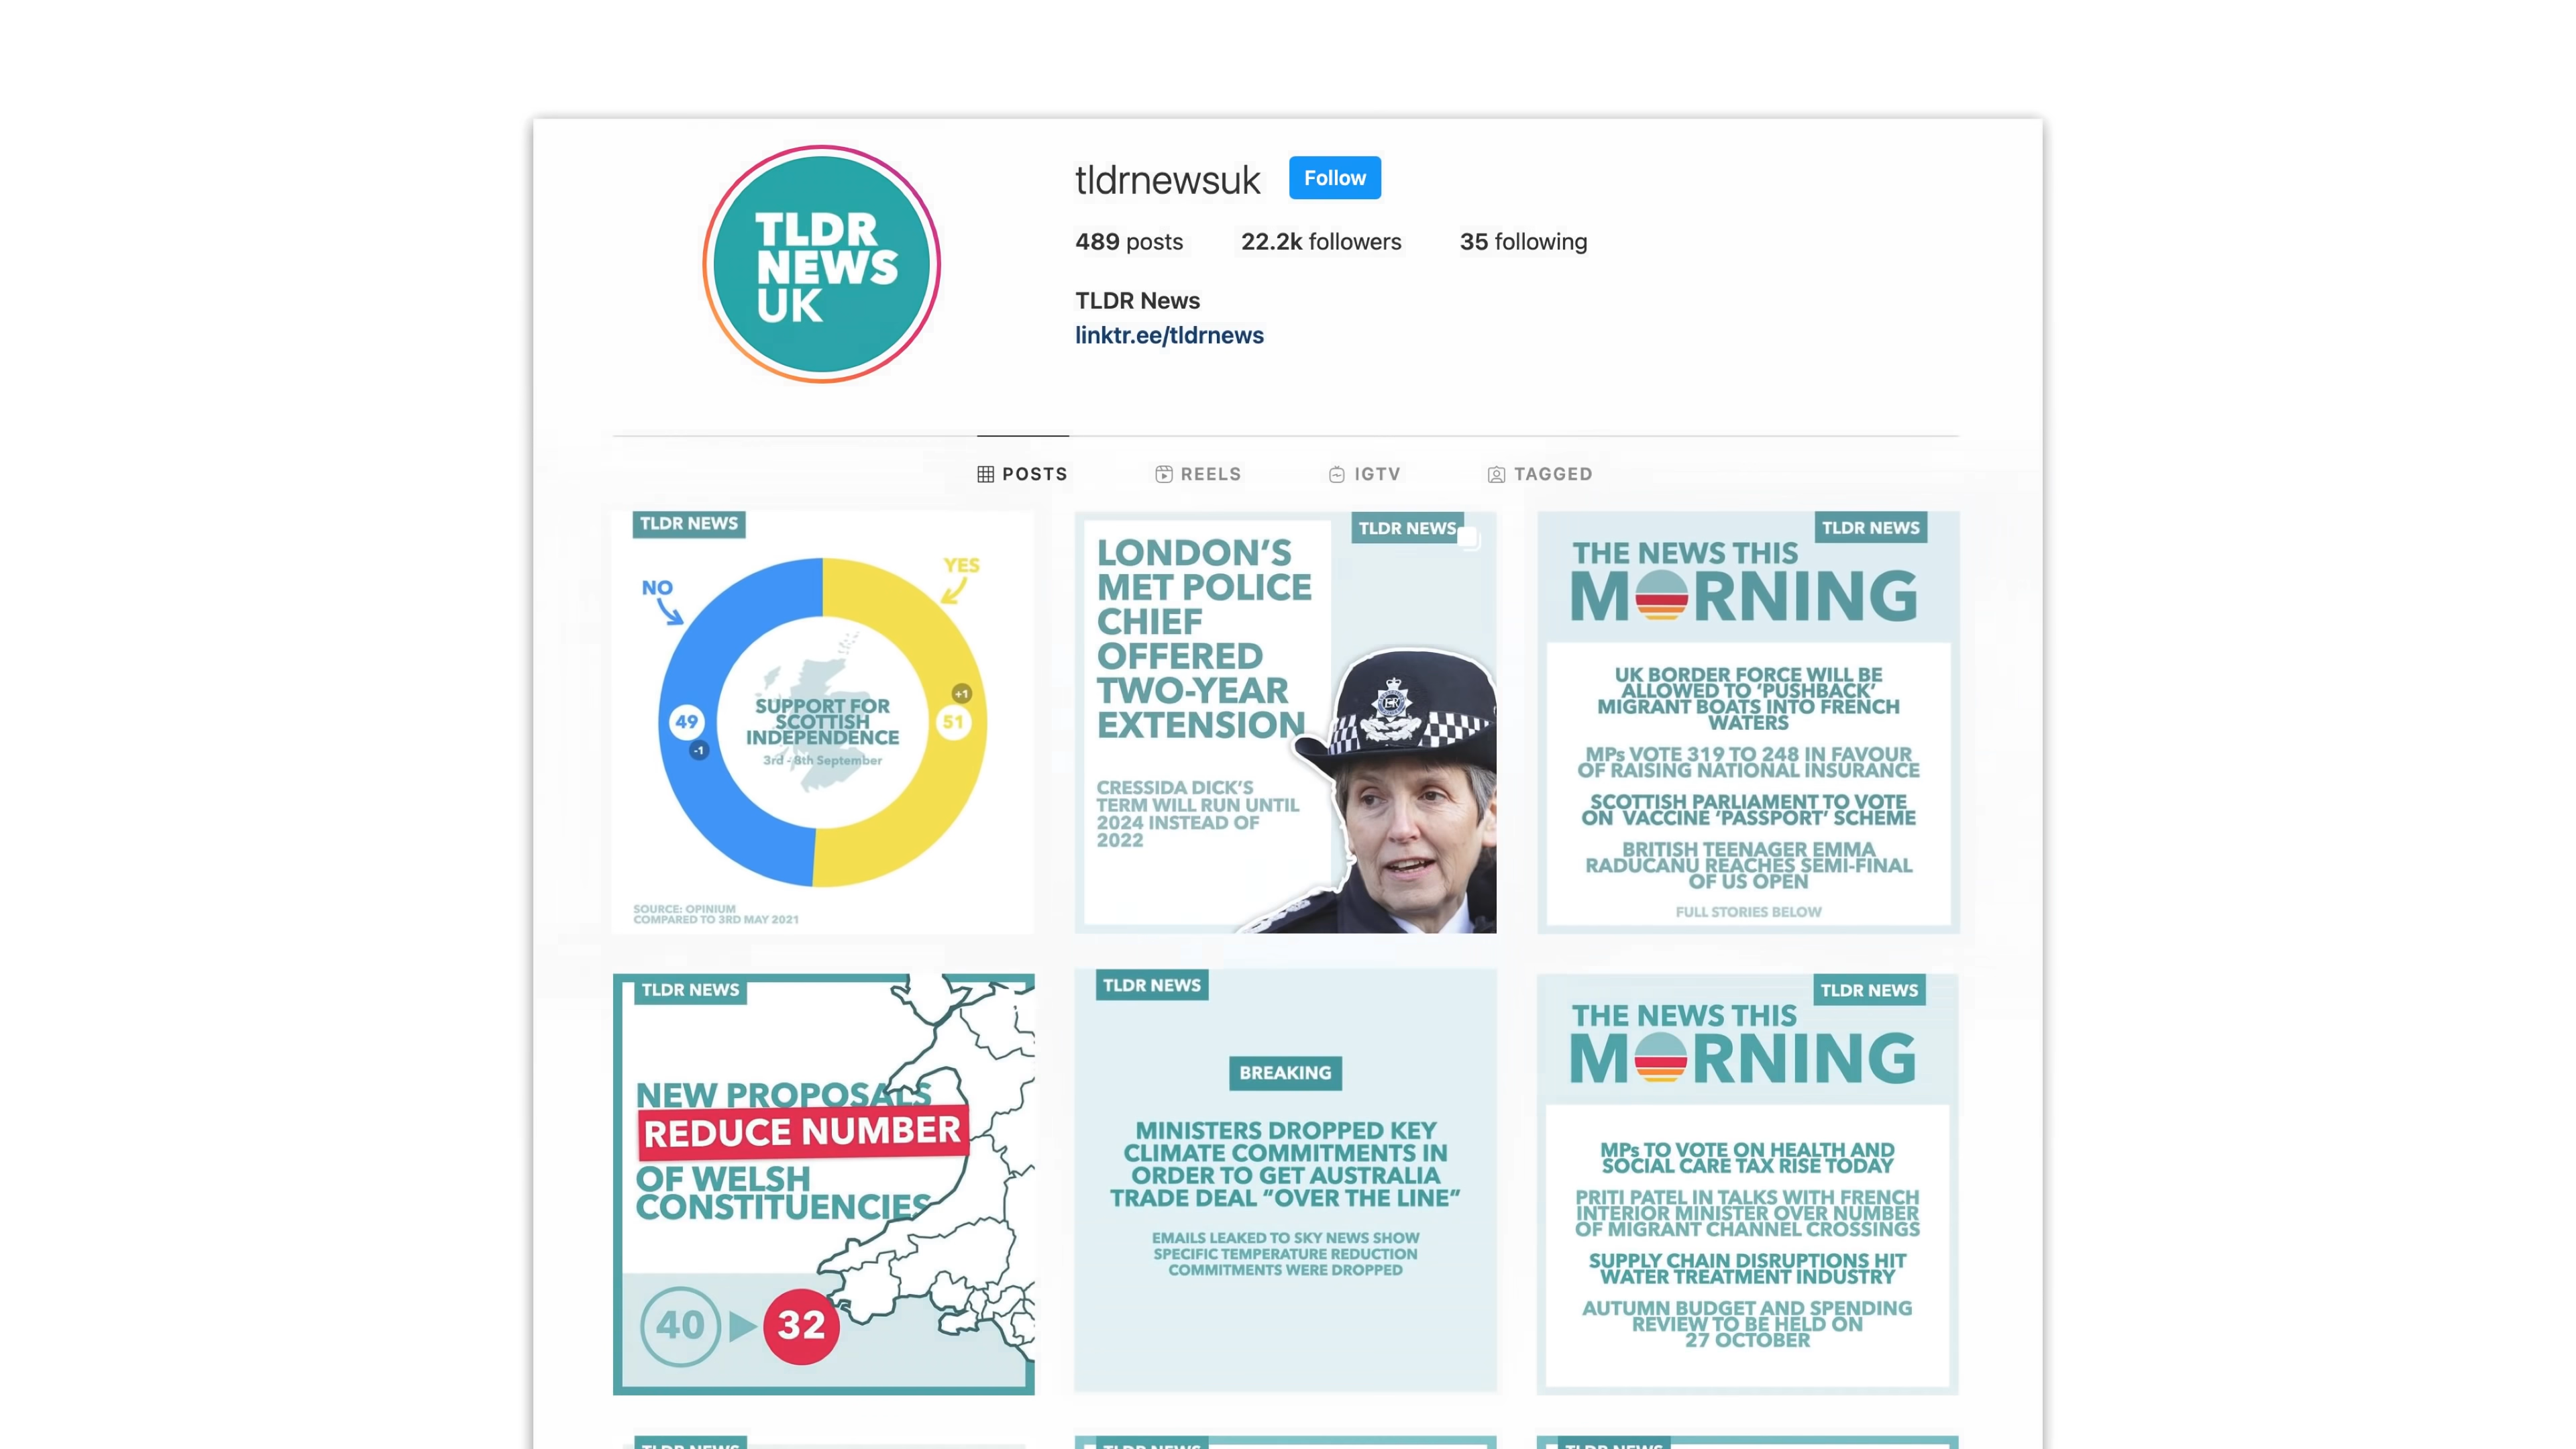 TLDR
NEWS
UK
tldrnewsuk
Follow
489 posts
22.2k followers
35 following
TLDR News
linktr.ee/tldrnews
POSTS
REELS
IGTV
TAGGED
TLDR NEWS
NO
YES
49
-1
+1
51
SUPPORT FOR
SCOTTISH
INDEPENDENCE
3rd - 8th September
SOURCE: OPINIUM
COMPARED TO 3RD MAY 2021
TLDR NEWS
LONDON'S
MET POLICE
CHIEF
OFFERED
TWO-YEAR
EXTENSION
CRESSIDA DICK'S
TERM WILL RUN UNTIL
2024 INSTEAD OF
2022
TLDR NEWS
THE NEWS THIS
MORNING
UK BORDER FORCE WILL BE
ALLOWED TO 'PUSHBACK'
MIGRANT BOATS INTO FRENCH
WATERS
MPs VOTE 319 TO 248 IN FAVOUR
OF RAISING NATIONAL INSURANCE
SCOTTISH PARLIAMENT TO VOTE
ON VACCINE 'PASSPORT' SCHEME
BRITISH TEENAGER EMMA
RADUCANU REACHES SEMI-FINAL
OF US OPEN
FULL STORIES BELOW
TLDR NEWS
NEW PROPOSALS
REDUCE NUMBER
OF WELSH
CONSTITUENCIES
40
32
TLDR NEWS
BREAKING
MINISTERS DROPPED KEY
CLIMATE COMMITMENTS IN
ORDER TO GET AUSTRALIA
TRADE DEAL "OVER THE LINE"
EMAILS LEAKED TO SKY NEWS SHOW
SPECIFIC TEMPERATURE REDUCTION
COMMITMENTS WERE DROPPED
TLDR NEWS
THE NEWS THIS
MORNING
MPs TO VOTE ON HEALTH AND
SOCIAL CARE TAX RISE TODAY
PRITI PATEL IN TALKS WITH FRENCH
INTERIOR MINISTER OVER NUMBER
OF MIGRANT CHANNEL CROSSINGS
SUPPLY CHAIN DISRUPTIONS HIT
WATER TREATMENT INDUSTRY
AUTUMN BUDGET AND SPENDING
REVIEW TO BE HELD ON
27 OCTOBER
TLDR NEWS
TLDR NEWS
TLDR NEWS